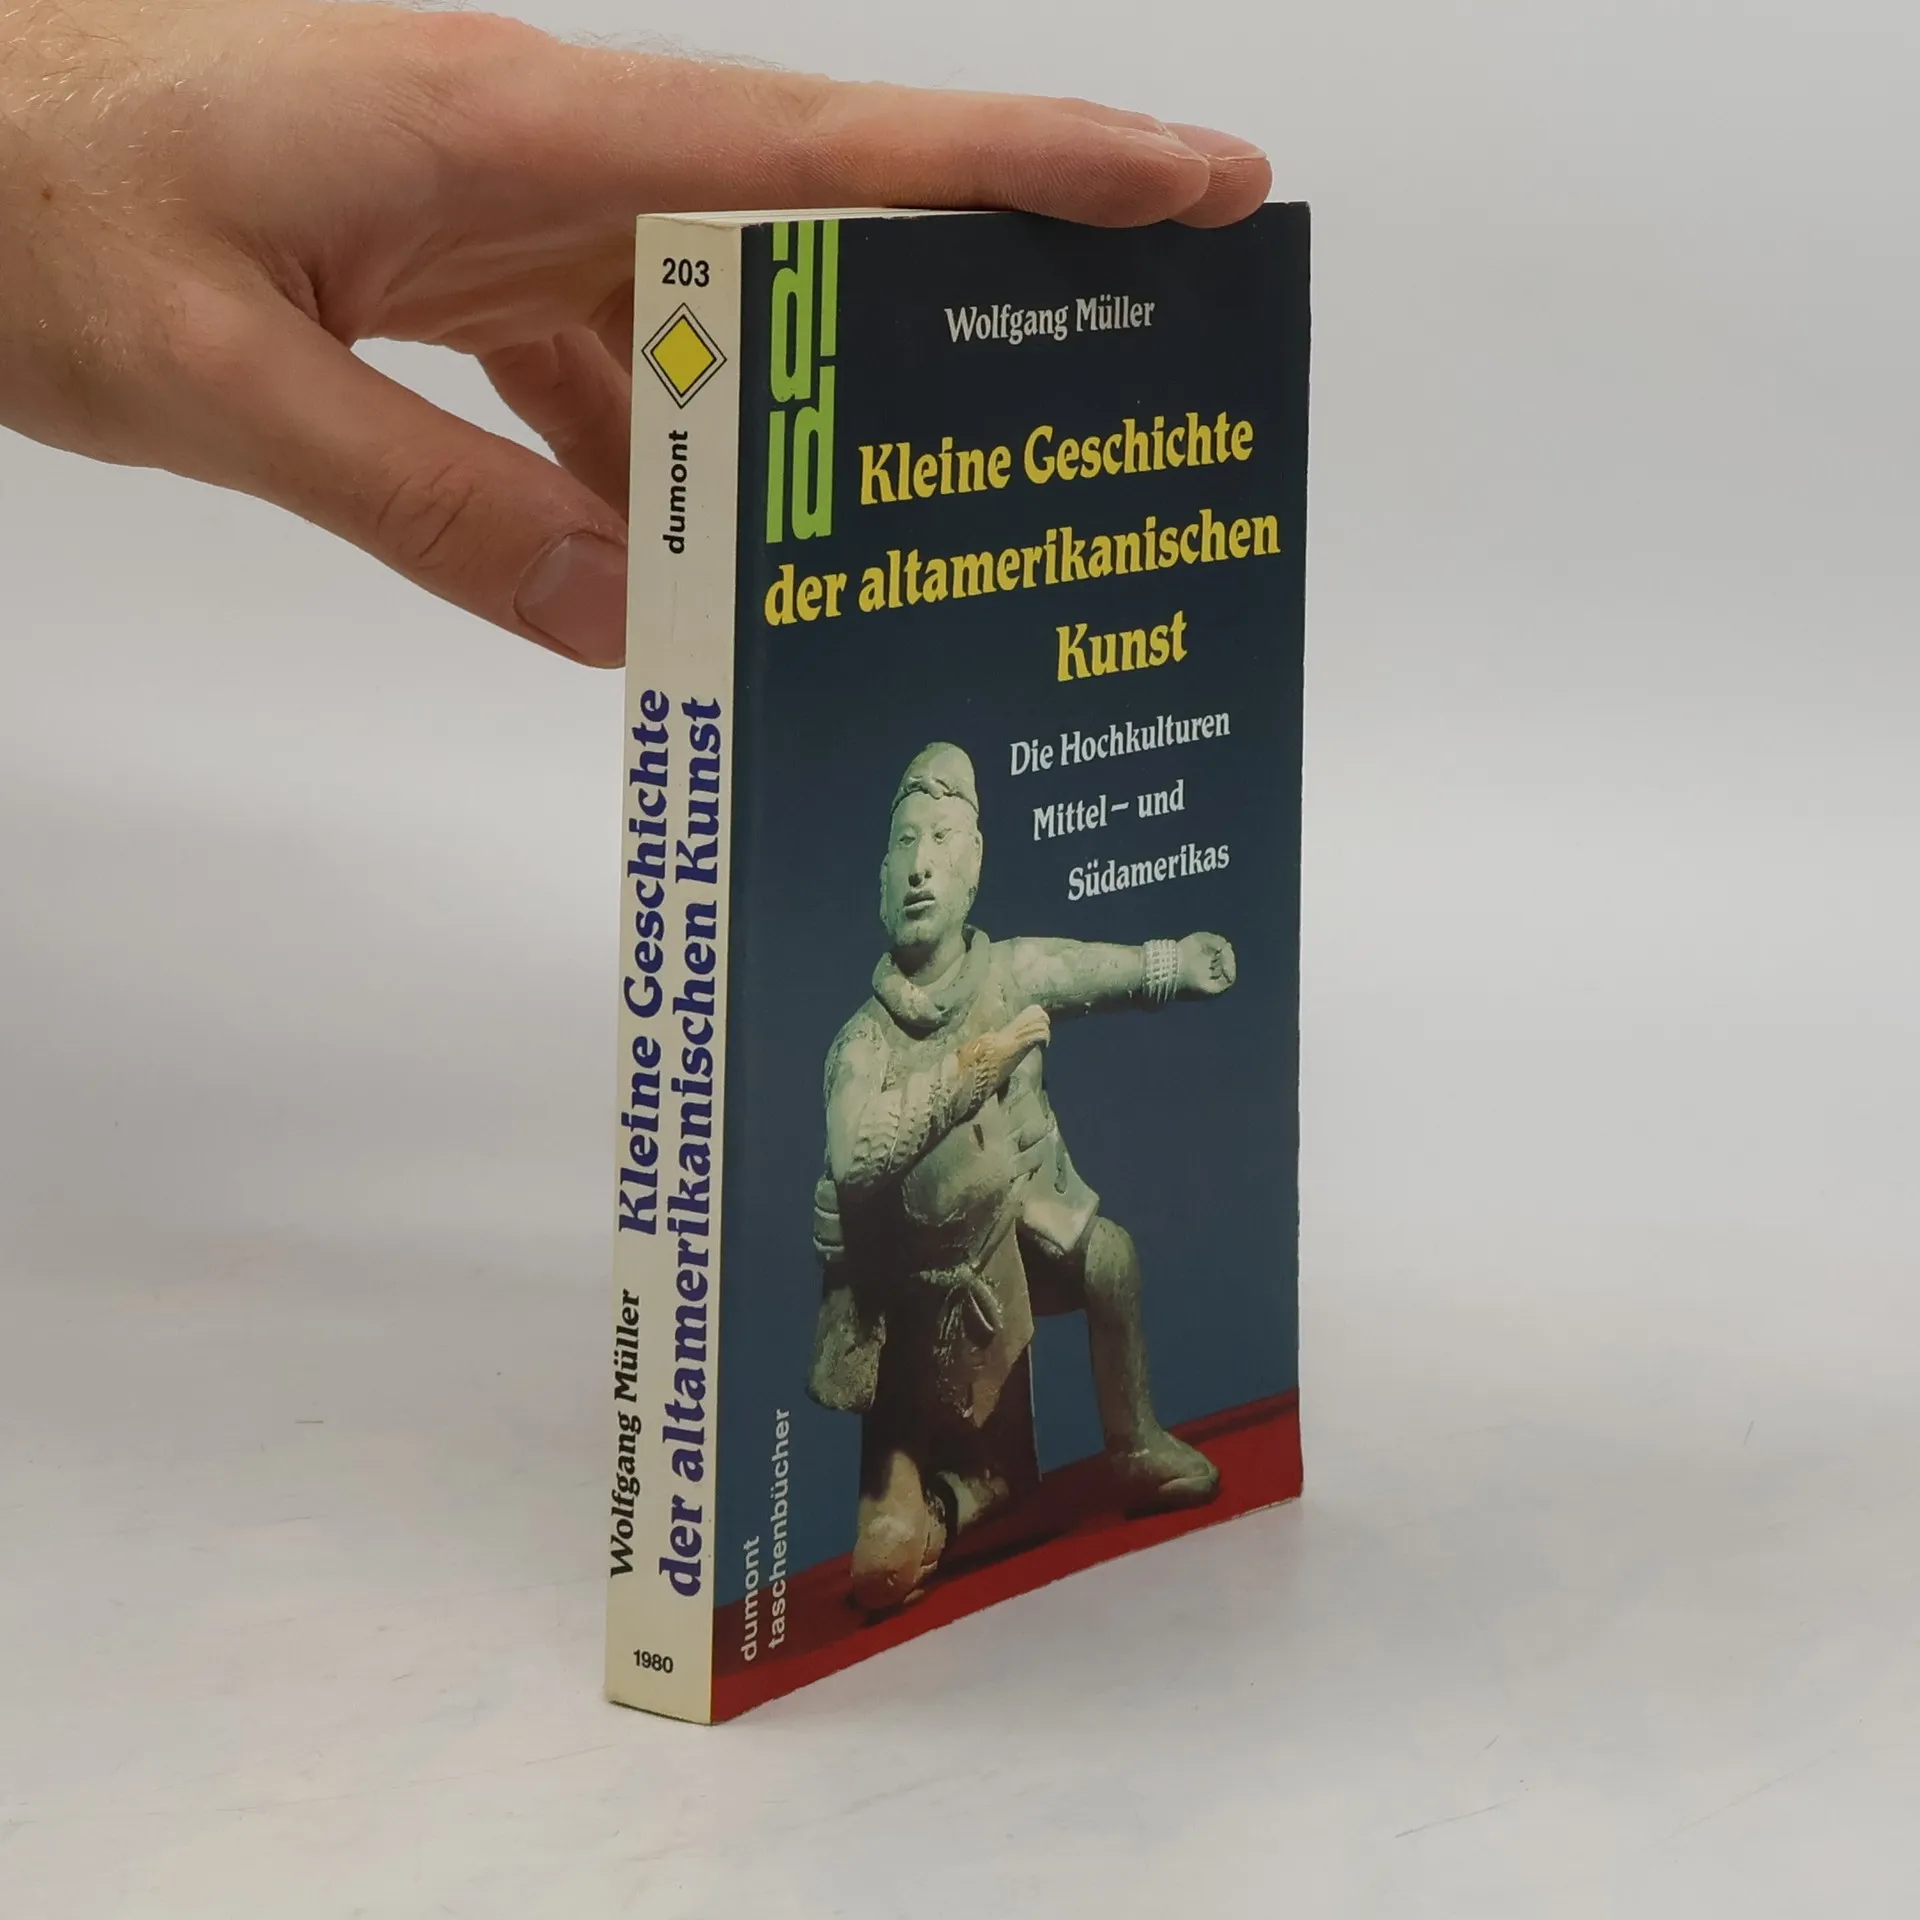 203
dumont
Wolfgang Müller
Kleine Geschichte
der altamerikanischen Kunst
1980
Wolfgang Müller
Kleine Geschichte
der altamerikanischen
Kunst
Die Hochkulturen
Mittel- und
Südamerikas
dumont
taschenbücher